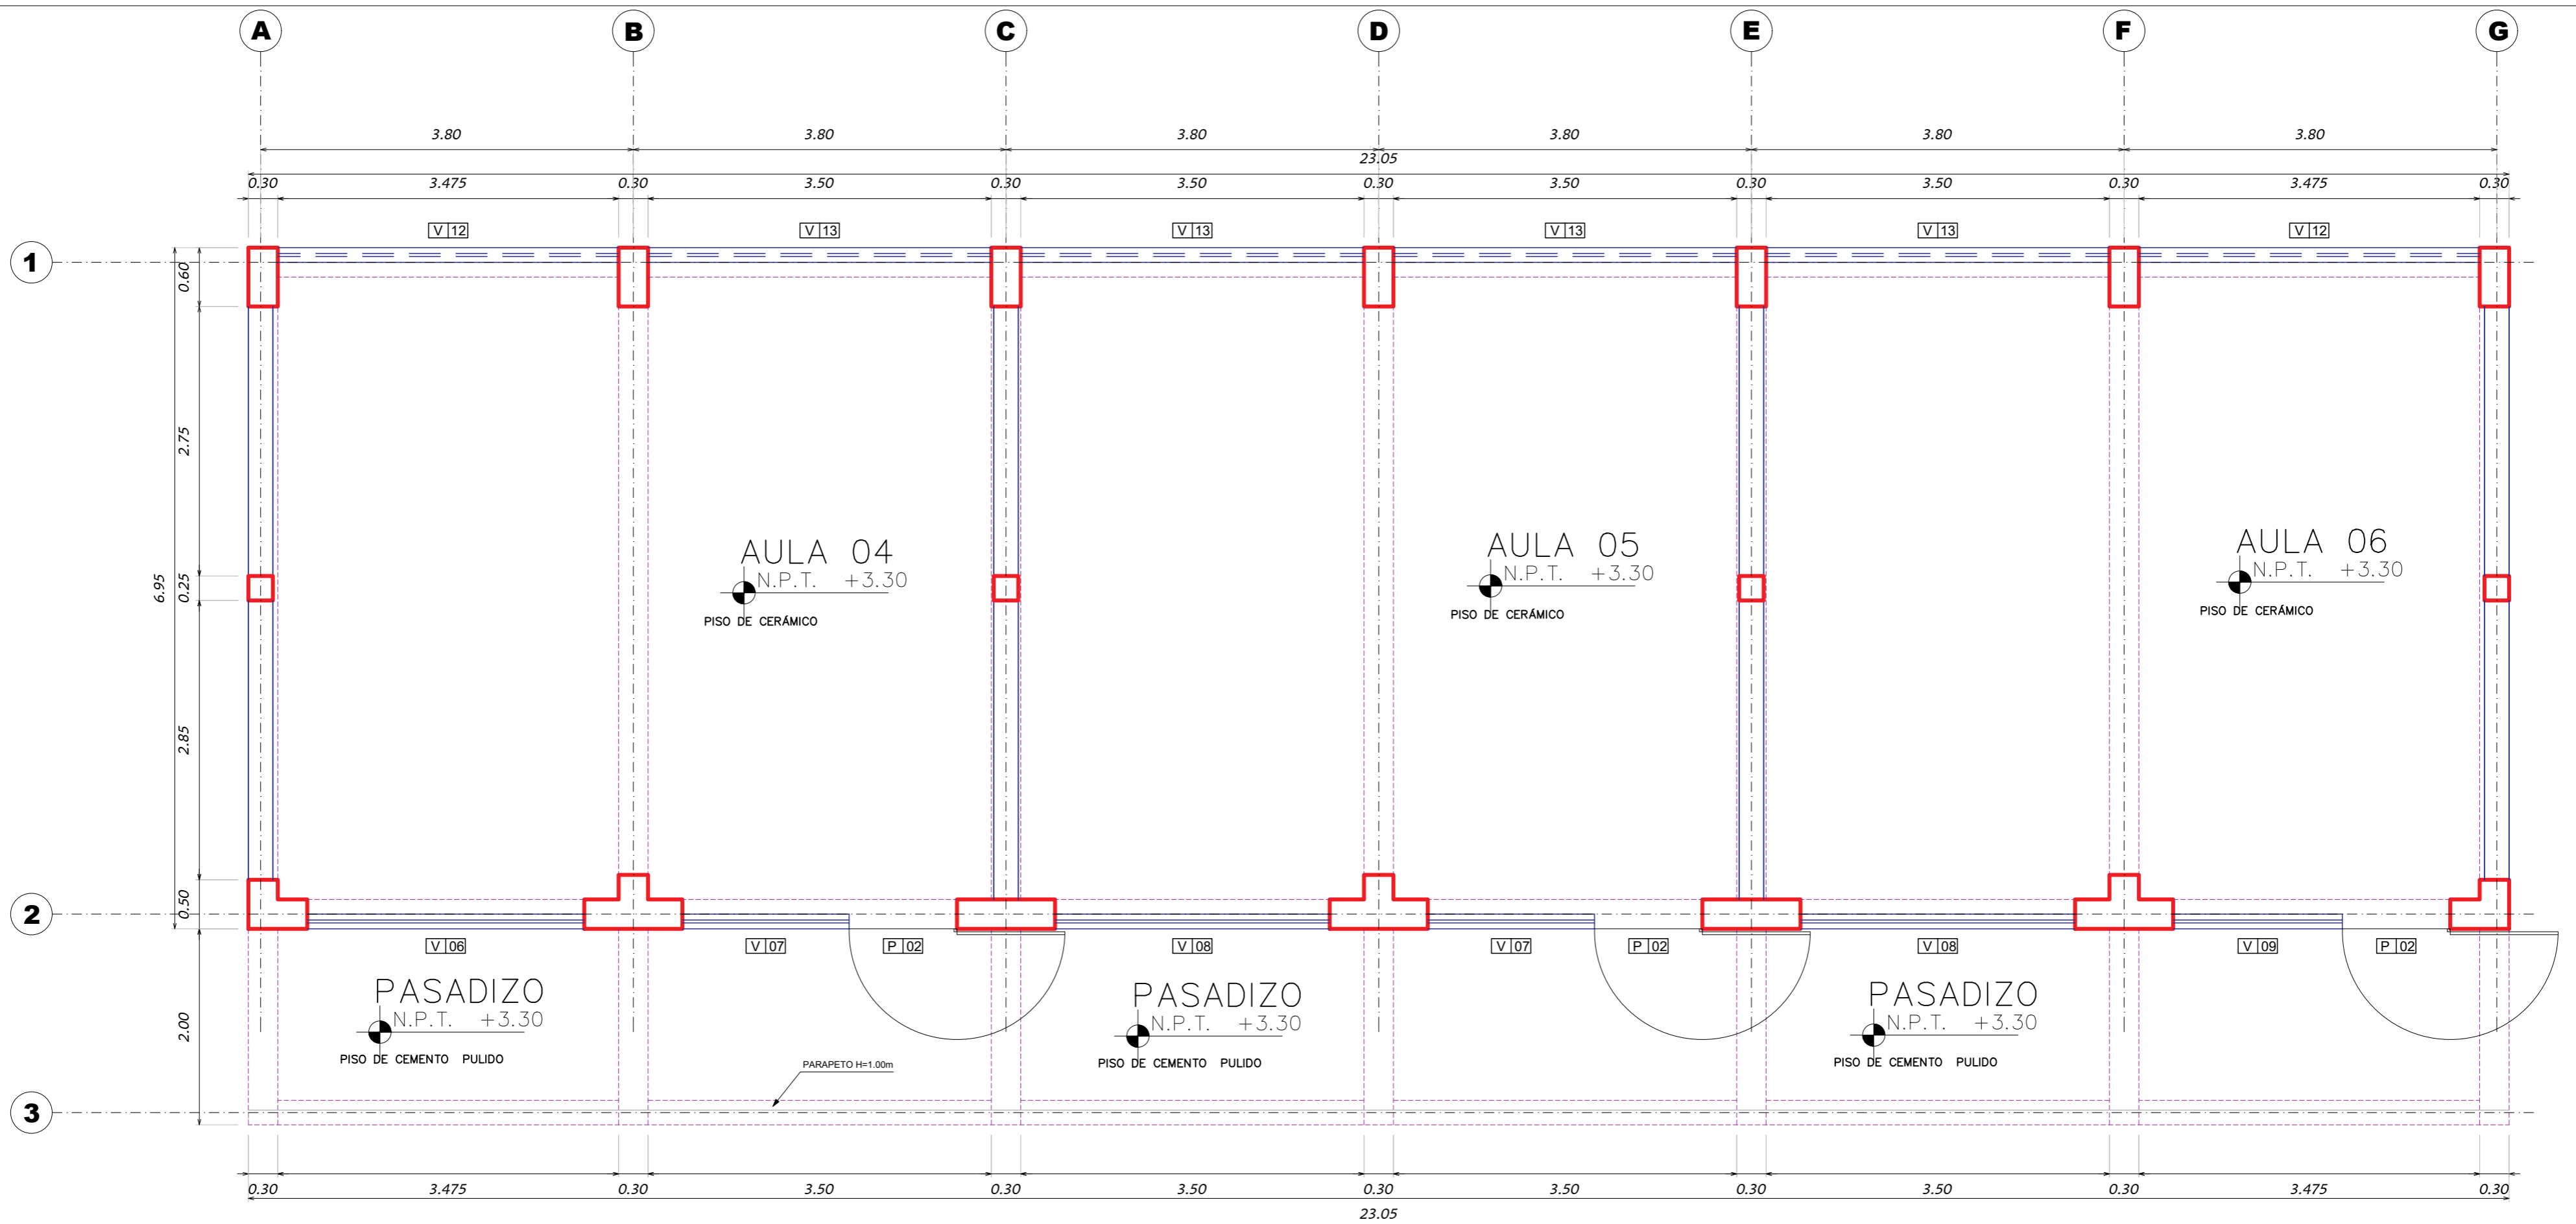 A B C D E F G
3.80 3.80 3.80 3.80 3.80 3.80
23.05
0.30 3.475 0.30 3.50 0.30 3.50 0.30 3.50 0.30 3.50 0.30 3.475 0.30
V 12 V 13 V 13 V 13 V 13 V 12
1
0.60
2.75
6.95
0.25
2.85
0.50
2.00
AULA 04
N.P.T. +3.30
PISO DE CERÁMICO
AULA 05
N.P.T. +3.30
PISO DE CERÁMICO
AULA 06
N.P.T. +3.30
PISO DE CERÁMICO
2
V 06 V 07 P 02 V 08 V 07 P 02 V 08 V 09 P 02
PASADIZO
N.P.T. +3.30
PISO DE CEMENTO PULIDO
PARAPETO H=1.00m
PASADIZO
N.P.T. +3.30
PISO DE CEMENTO PULIDO
PASADIZO
N.P.T. +3.30
PISO DE CEMENTO PULIDO
3
0.30 3.475 0.30 3.50 0.30 3.50 0.30 3.50 0.30 3.50 0.30 3.475 0.30
23.05